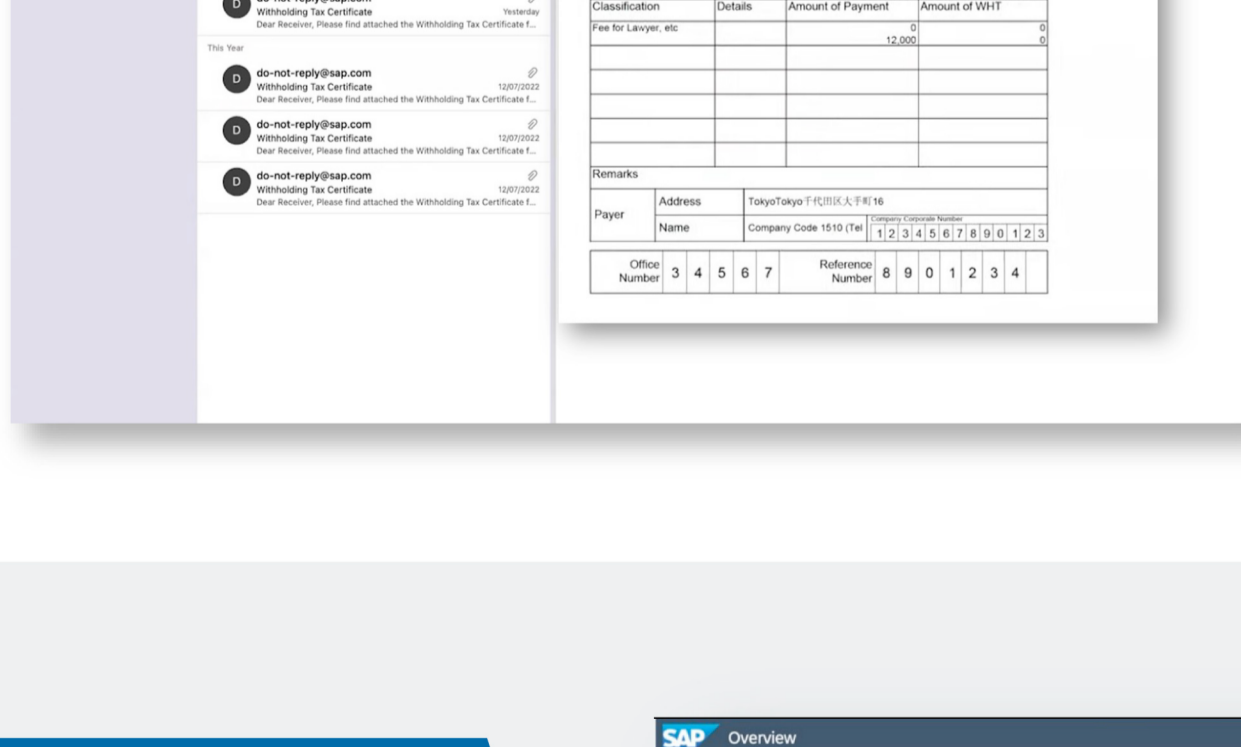 Withholding Tax Certificate
Yesterday
Dear Receiver, Please find attached the Withholding Tax Certificate f...
This Year
D
do-not-reply@sap.com
Withholding Tax Certificate
12/07/2022
Dear Receiver, Please find attached the Withholding Tax Certificate f...
D
do-not-reply@sap.com
Withholding Tax Certificate
12/07/2022
Dear Receiver, Please find attached the Withholding Tax Certificate f...
D
do-not-reply@sap.com
Withholding Tax Certificate
12/07/2022
Dear Receiver, Please find attached the Withholding Tax Certificate f...
Classification Details Amount of Payment Amount of WHT
Fee for Lawyer, etc 0 0
12,000 0
Remarks
Payer
Address TokyoTokyo千代田区大手町16
Name Company Code 1510 (Tel
Company Corporate Number
1 2 3 4 5 6 7 8 9 0 1 2 3
Office Number 3 4 5 6 7 Reference Number 8 9 0 1 2 3 4
SAP Overview